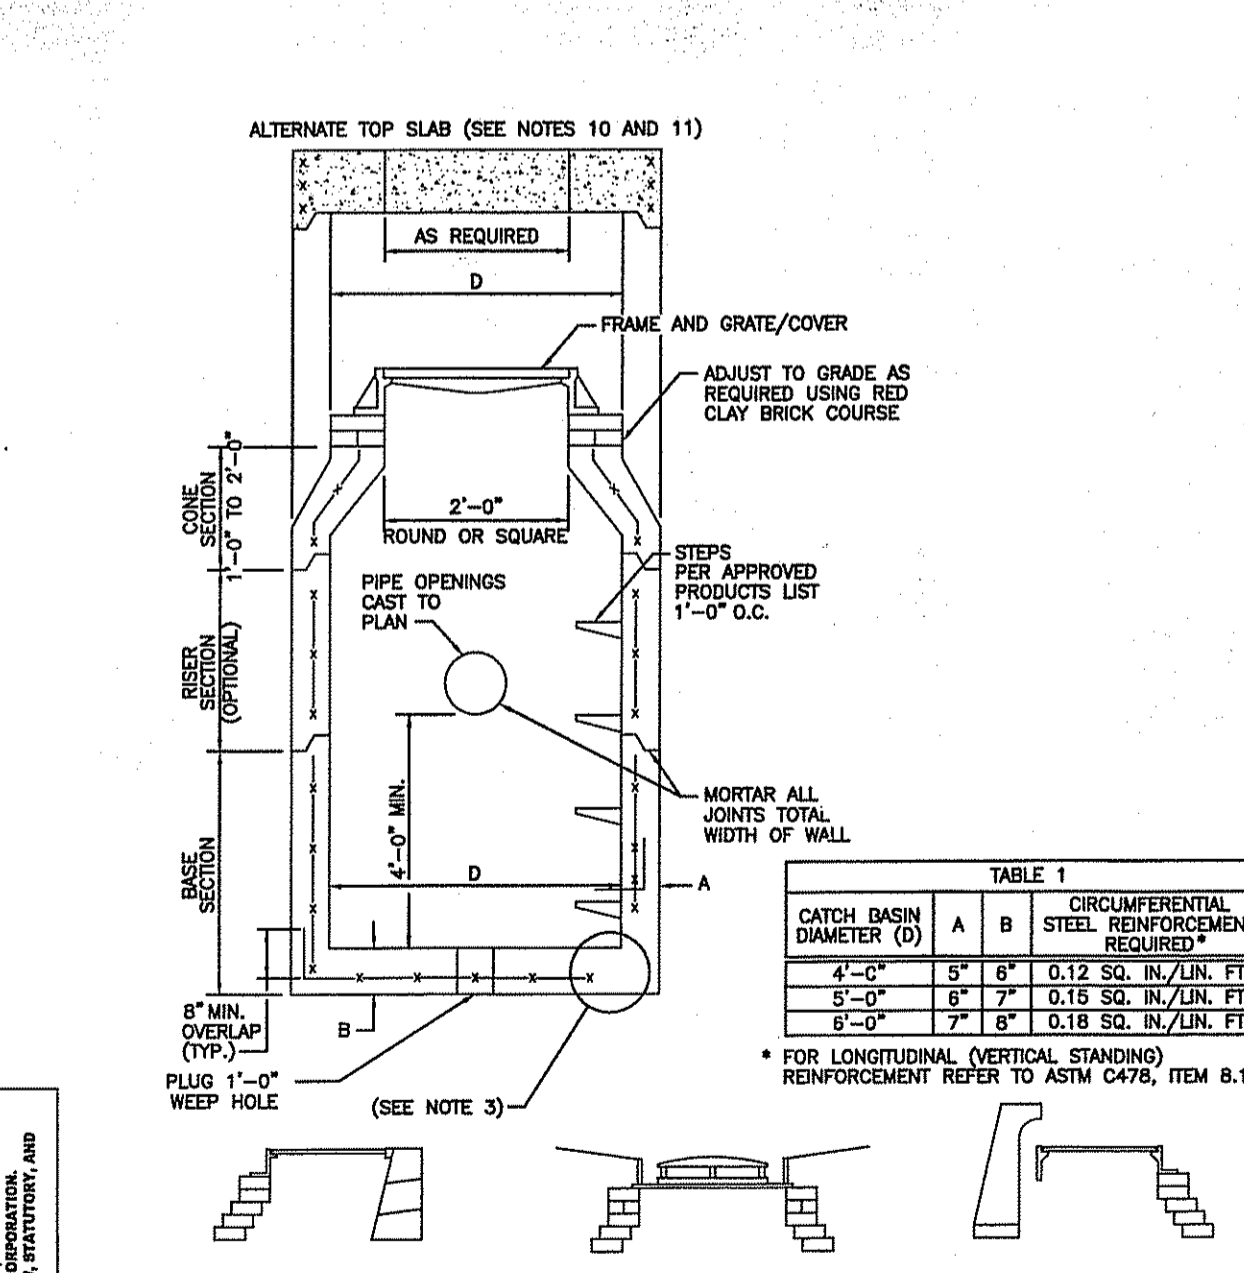 ALTERNATE TOP SLAB (SEE NOTES 10 AND 11)
AS REQUIRED
D
FRAME AND GRATE/COVER
ADJUST TO GRADE AS
REQUIRED USING RED
CLAY BRICK COURSE
CONE
SECTION
1'-0" TO 2'-0"
2'-0"
ROUND OR SQUARE
STEPS
PER APPROVED
PRODUCTS LIST
1'-0" O.C.
PIPE OPENINGS
CAST TO
PLAN
RISER
SECTION
(OPTIONAL)
4'-0" MIN.
MORTAR ALL
JOINTS TOTAL
WIDTH OF WALL
BASE
SECTION
D
A
8" MIN.
OVERLAP
(TYP.)
B
PLUG 1'-0"
WEEP HOLE
(SEE NOTE 3)
TABLE 1
CATCH BASIN
DIAMETER (D)
A
B
CIRCUMFERENTIAL
STEEL REINFORCEMEN
REQUIRED*
4'-C" 5" 6" 0.12 SQ. IN./LIN. FT
5'-0" 6" 7" 0.15 SQ. IN./LIN. FT
6'-0" 7" 8" 0.18 SQ. IN./LIN. FT
* FOR LONGITUDINAL (VERTICAL STANDING)
REINFORCEMENT REFER TO ASTM C478, ITEM 8.1
ORPORATION.
, STATUTORY, AND